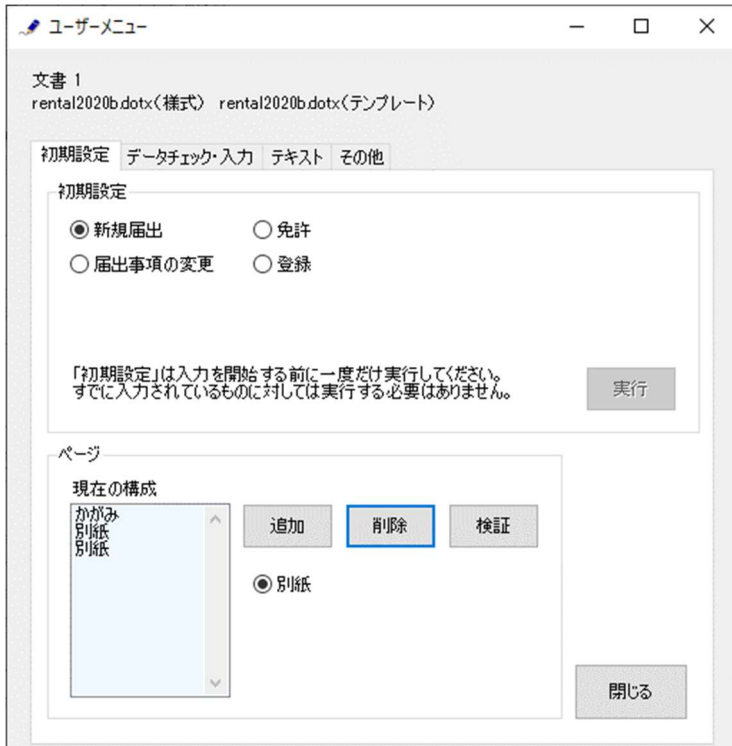 ユーザーメニュー
文書 1
rental2020b.dotx(様式) rental2020b.dotx(テンプレート)
初期設定 データチェック・入力 テキスト その他
初期設定
新規届出 免許
届出事項の変更 登録
「初期設定」は入力を開始する前に一度だけ実行してください。
すでに入力されているものに対しては実行する必要はありません。
実行
ページ
現在の構成
かがみ
別紙
別紙
追加 削除 検証
別紙
閉じる